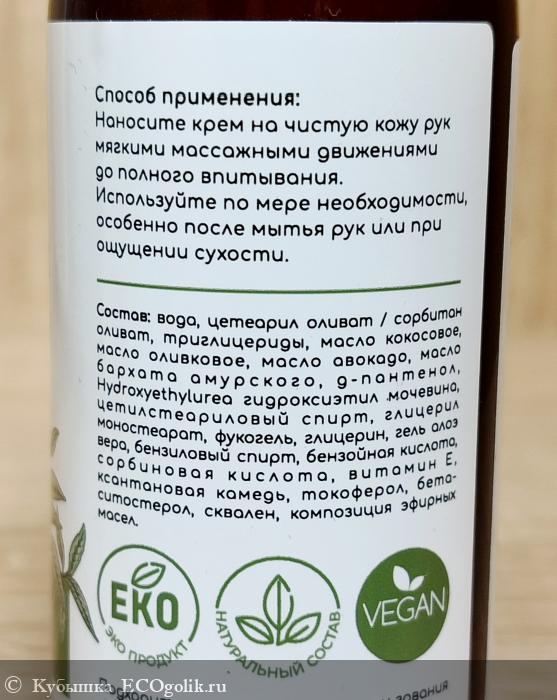 Способ применения:
Наносите крем на чистую кожу рук
мягкими массажными движениями
до полного впитывания.
Используйте по мере необходимости,
особенно после мытья рук или при
ощущении сухости.
Состав: вода, цетеарил оливат / сорбитан
оливат, триглицериды, масло кокосовое,
масло оливковое, масло авокадо, масло
бархата амурского, д-пантенол,
Hydroxyethylurea гидроксиэтил мочевина,
цетилстеариловый спирт, глицерил
моностеарат, фукогель, глицерин, гель алоэ
вера, бензиловый спирт, бензойная кислота,
сорбиновая кислота, витамин Е,
ксантановая камедь, токоферол, бета-
ситостерол, сквален, композиция эфирных
масел.
ЕКО
ЭКО ПРОДУКТ
НАТУРАЛЬНЫЙ СОСТАВ
VEGAN
© Кубышка ECOgolik.ru